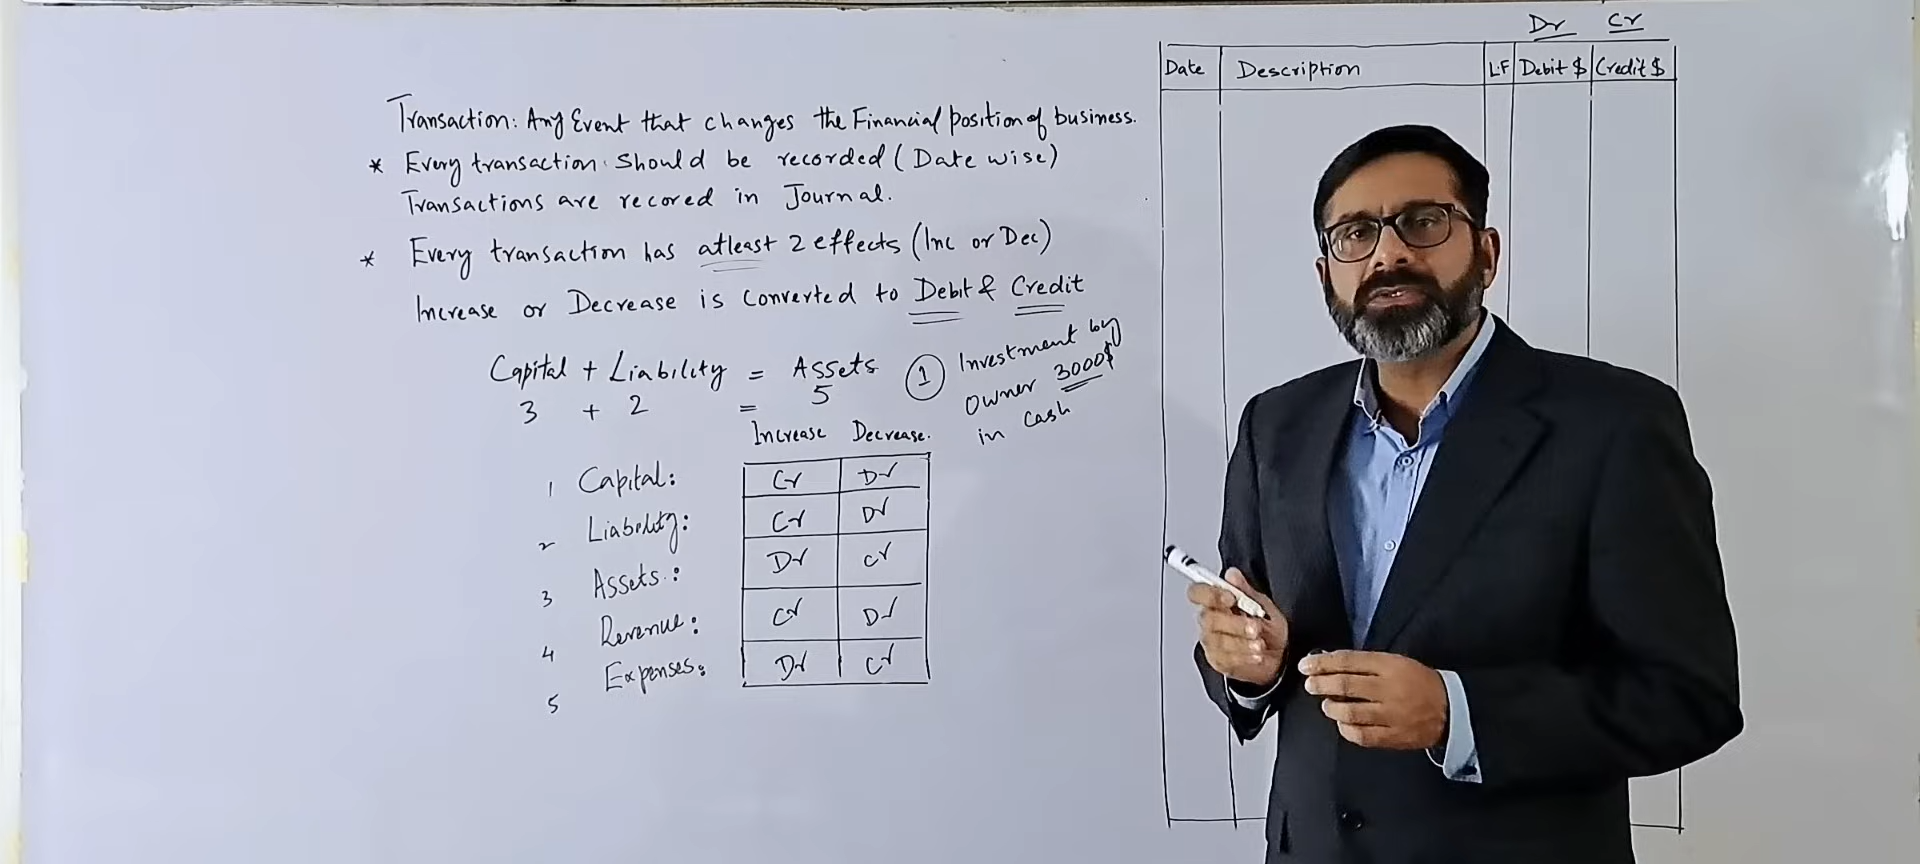 Transaction: Any Event that changes the Financial position of business.
* Every transaction should be recorded (Date wise)
Transactions are recored in Journal.
* Every transaction has atleast 2 effects (Inc or Dec)
Increase or Decrease is converted to Debit & Credit
Capital + Liability = Assets
3 + 2 = 5
① Investment by
owner 3000$
in cash
Increase Decrease.
1 Capital: Cr Dr
2 Liability: Cr Dr
3 Assets: Dr Cr
4 Revenue: Cr Dr
5 Expenses: Dr Cr
Dr Cr
Date Description LF Debit $ Credit $